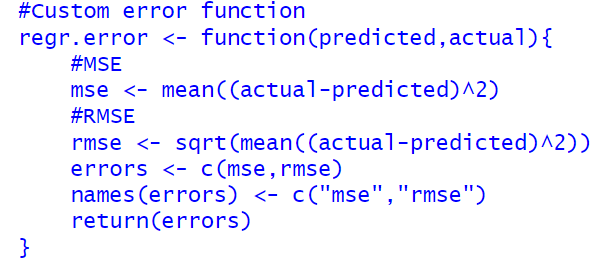 #Custom error function
regr.error <- function(predicted,actual){
    #MSE
    mse <- mean((actual-predicted)^2)
    #RMSE
    rmse <- sqrt(mean((actual-predicted)^2))
    errors <- c(mse,rmse)
    names(errors) <- c("mse","rmse")
    return(errors)
}